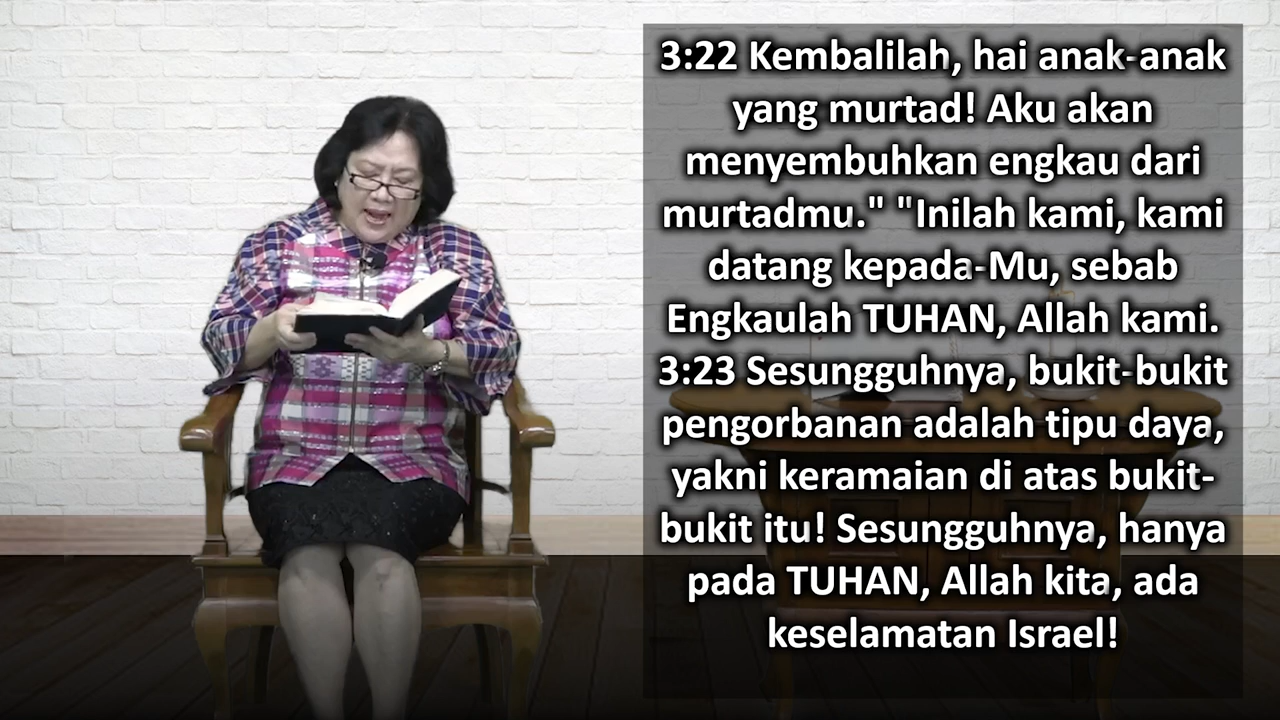 3:22 Kembalilah, hai anak-anak
yang murtad! Aku akan
menyembuhkan engkau dari
murtadmu." "Inilah kami, kami
datang kepada-Mu, sebab
Engkaulah TUHAN, Allah kami.
3:23 Sesungguhnya, bukit-bukit
pengorbanan adalah tipu daya,
yakni keramaian di atas bukit-
bukit itu! Sesungguhnya, hanya
pada TUHAN, Allah kita, ada
keselamatan Israel!